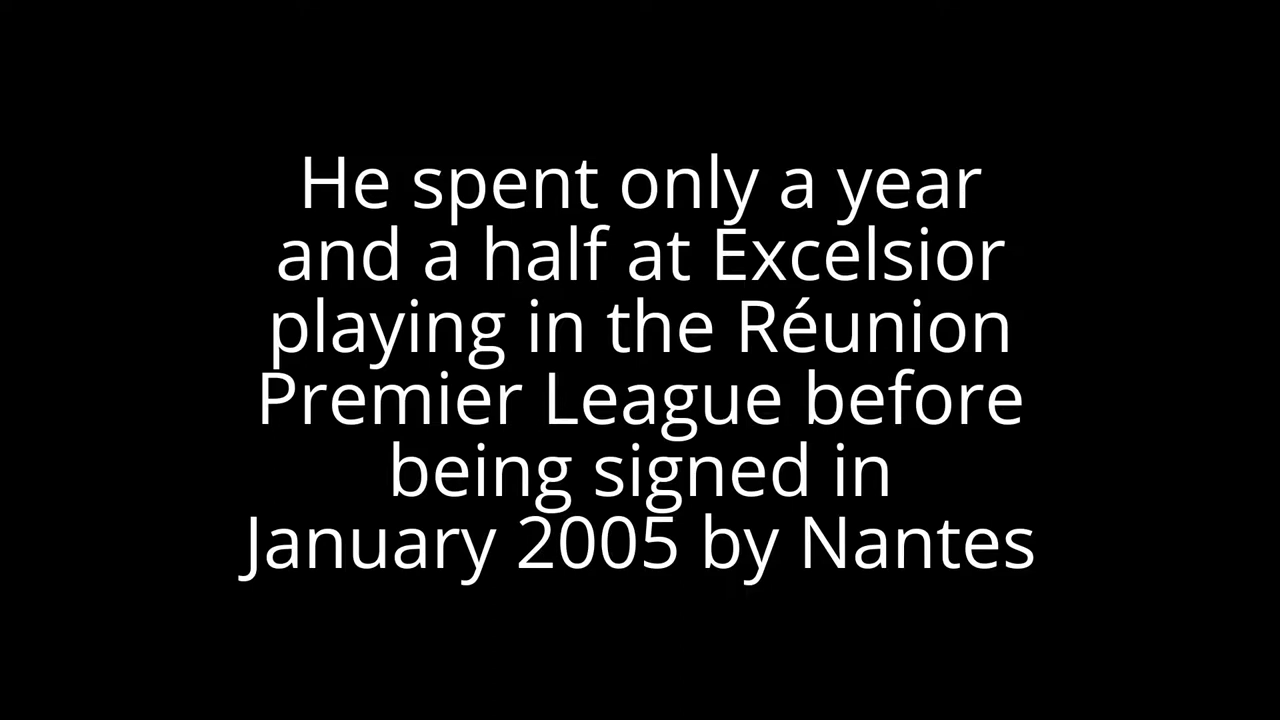 He spent only a year
and a half at Excelsior
playing in the Réunion
Premier League before
being signed in
January 2005 by Nantes